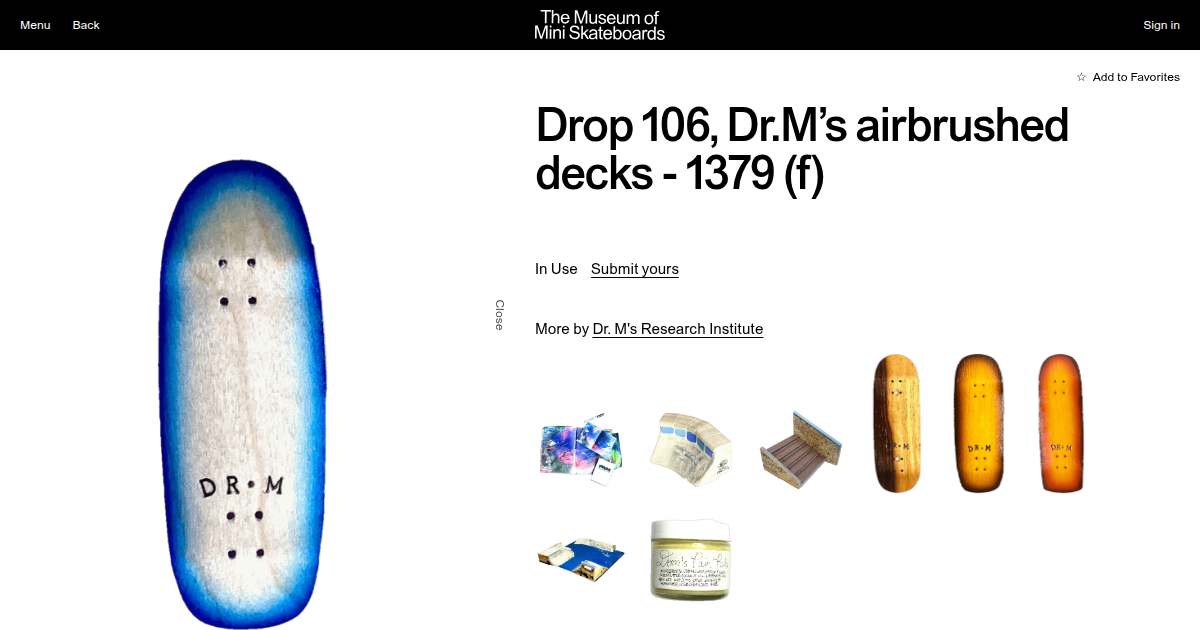 Menu
Back
The Museum of
Mini Skateboards
Sign in
☆ Add to Favorites
Drop 106, Dr.M’s airbrushed
decks - 1379 (f)
In Use
Submit yours
Close
More by Dr. M's Research Institute
DR•M
DR•M
DR•M
DR•M